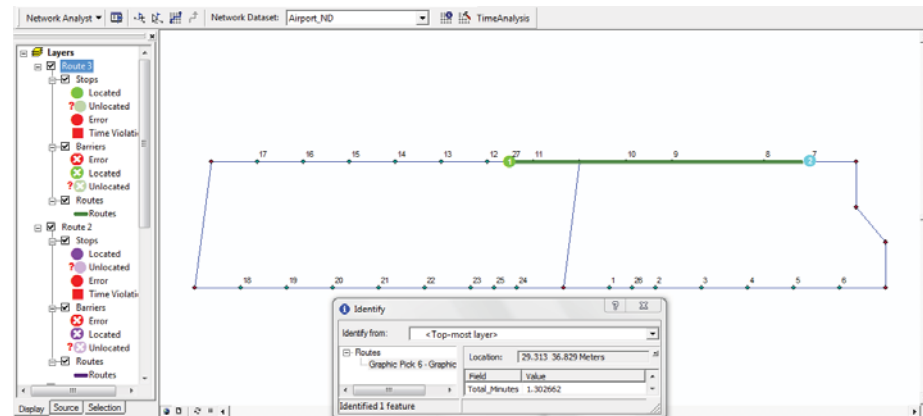 Network Analyst Network Dataset: Airport_ND TimeAnalysis
Layers
Route 3
Stops
Located
? Unlocated
Error
Time Violati
Barriers
Error
Located
? Unlocated
Routes
Routes
Route 2
Stops
Located
? Unlocated
Error
Time Violati
Barriers
Error
Located
? Unlocated
Routes
Routes
Display Source Selection
17 16 15 14 13 12 27 11 10 9 8 7
1 2
18 19 20 21 22 23 25 24 1 26 2 3 4 5 6
Identify
Identify from: <Top-most layer>
Routes
Graphic Pick 6 - Graphic
Location: 29.313 36.829 Meters
Field Value
Total_Minutes 1.302662
Identified 1 feature